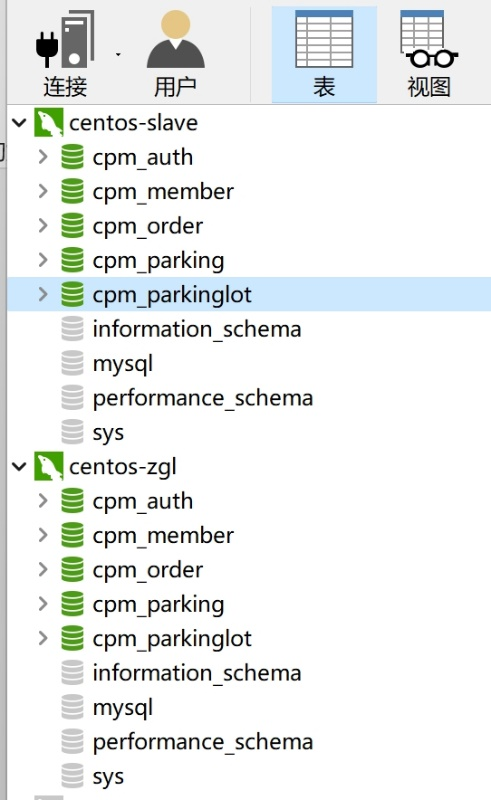 连接 用户 表 视图
centos-slave
cpm_auth
cpm_member
cpm_order
cpm_parking
cpm_parkinglot
information_schema
mysql
performance_schema
sys
centos-zgl
cpm_auth
cpm_member
cpm_order
cpm_parking
cpm_parkinglot
information_schema
mysql
performance_schema
sys